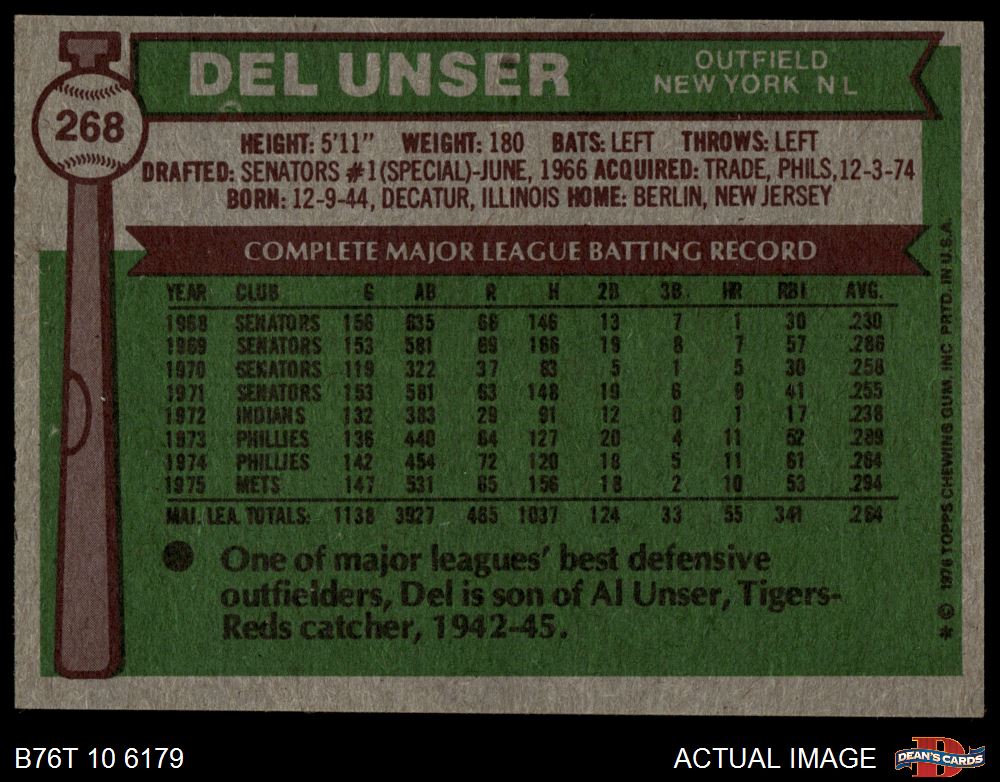 268
DEL UNSER
OUTFIELD
NEW YORK NL
HEIGHT: 5'11" WEIGHT: 180 BATS: LEFT THROWS: LEFT
DRAFTED: SENATORS #1(SPECIAL)-JUNE, 1966 ACQUIRED: TRADE, PHILS,12-3-74
BORN: 12-9-44, DECATUR, ILLINOIS HOME: BERLIN, NEW JERSEY
COMPLETE MAJOR LEAGUE BATTING RECORD
YEAR CLUB G AB R H 2B 3B. HR RBI AVG.
1968 SENATORS 156 635 66 146 13 7 1 30 .230
1969 SENATORS 153 581 69 166 19 8 7 57 .286
1970 SENATORS 119 322 37 83 5 1 5 30 .258
1971 SENATORS 153 581 63 148 19 6 9 41 .255
1972 INDIANS 132 383 29 91 12 0 1 17 .238
1973 PHILLIES 136 440 64 127 20 4 11 52 .289
1974 PHILLIES 142 454 72 120 18 5 11 61 .264
1975 METS 147 531 65 156 18 2 10 53 .294
MAJ. LEA. TOTALS: 1138 3927 465 1037 124 33 55 341 .264
One of major leagues' best defensive
outfielders, Del is son of Al Unser, Tigers-
Reds catcher, 1942-45.
* © 1976 TOPPS CHEWING GUM, INC PRTD. IN U.S.A.
B76T 10 6179
ACTUAL IMAGE
D
DEAN'S CARDS